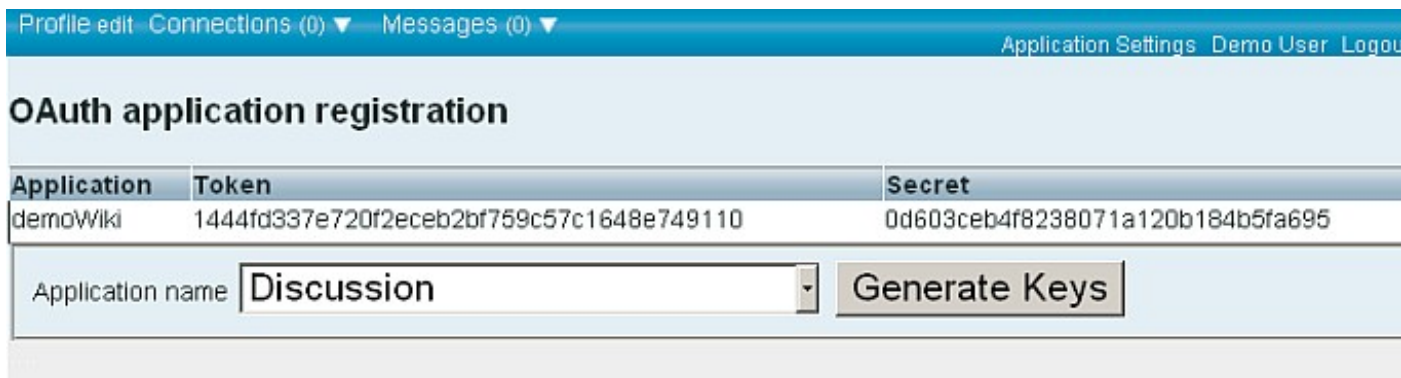 Profile edit Connections (0) ▼ Messages (0) ▼
Application Settings Demo User Logou
OAuth application registration
Application Token Secret
demoWiki 1444fd337e720f2eceb2bf759c57c1648e749110 0d603ceb4f8238071a120b184b5fa695
Application name Discussion Generate Keys